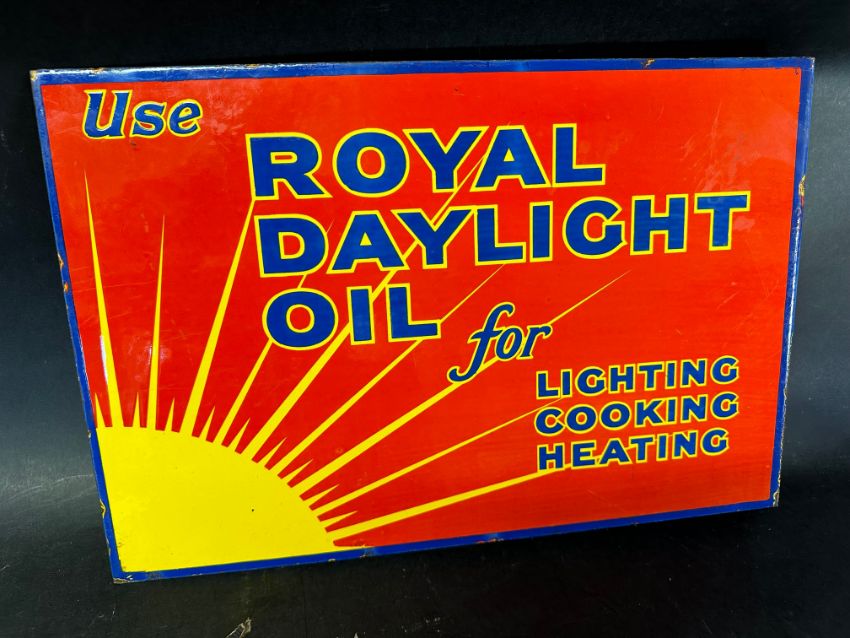 Use
ROYAL
DAYLIGHT
OIL for
LIGHTING
COOKING
HEATING